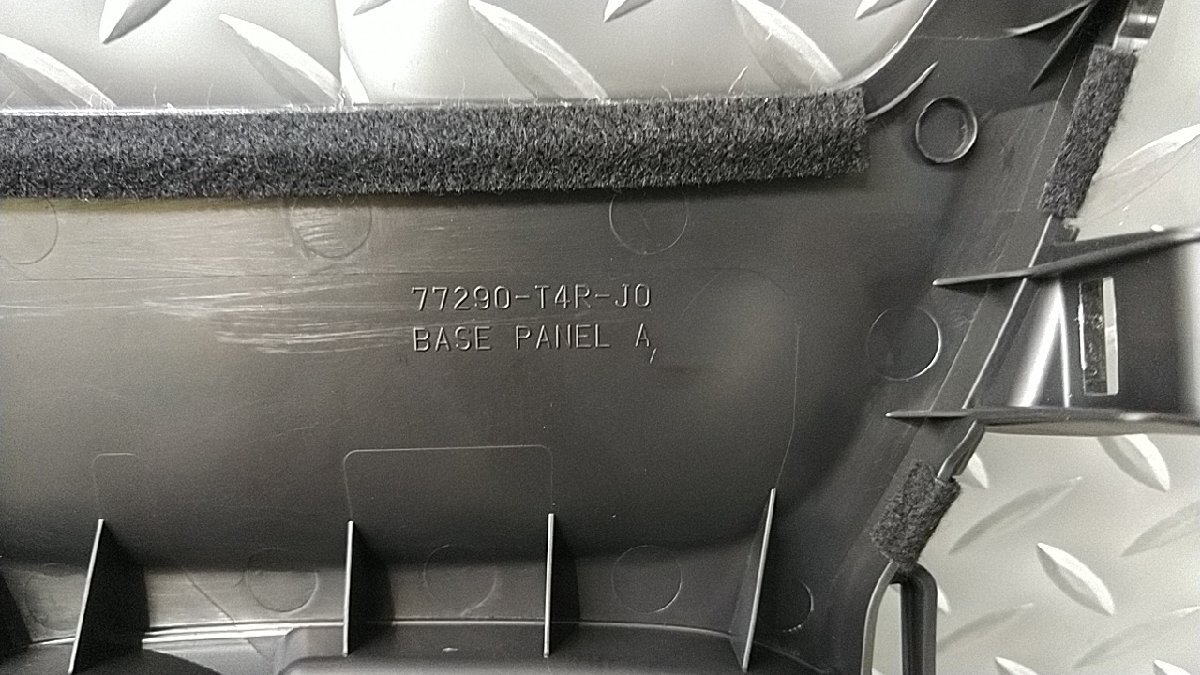 77290-T4R-J0
BASE PANEL A